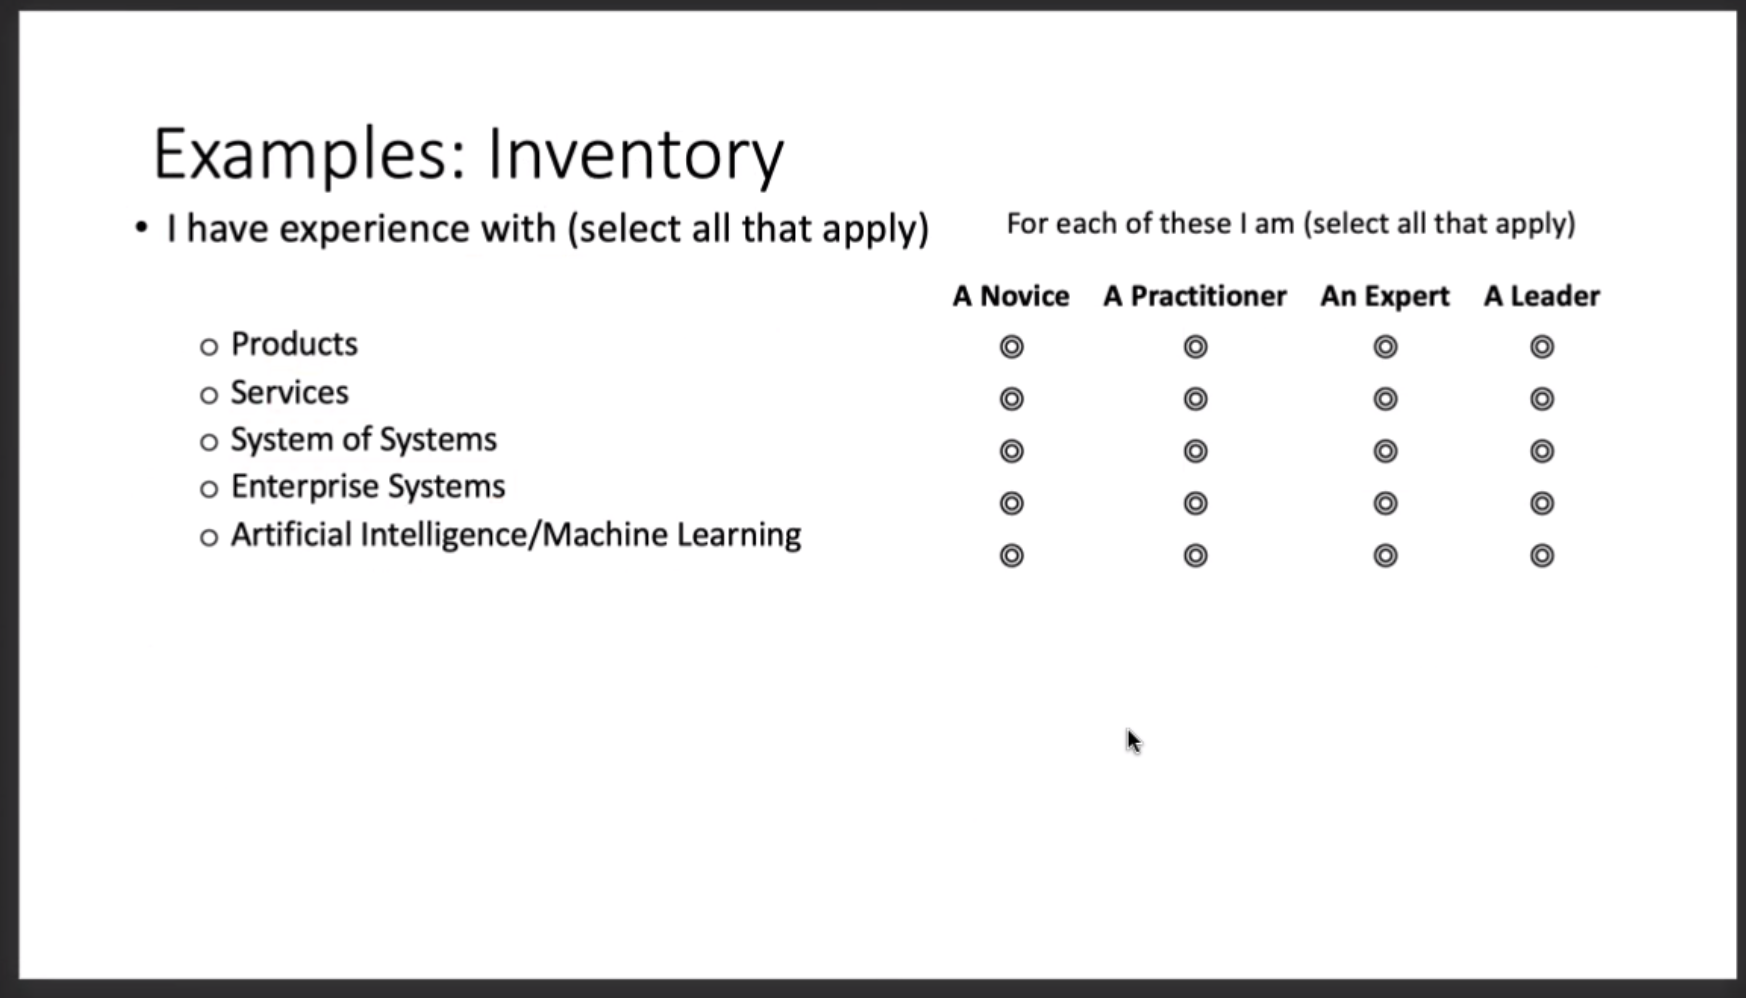 Examples: Inventory
• I have experience with (select all that apply)
For each of these I am (select all that apply)
A Novice A Practitioner An Expert A Leader
o Products
o Services
o System of Systems
o Enterprise Systems
o Artificial Intelligence/Machine Learning